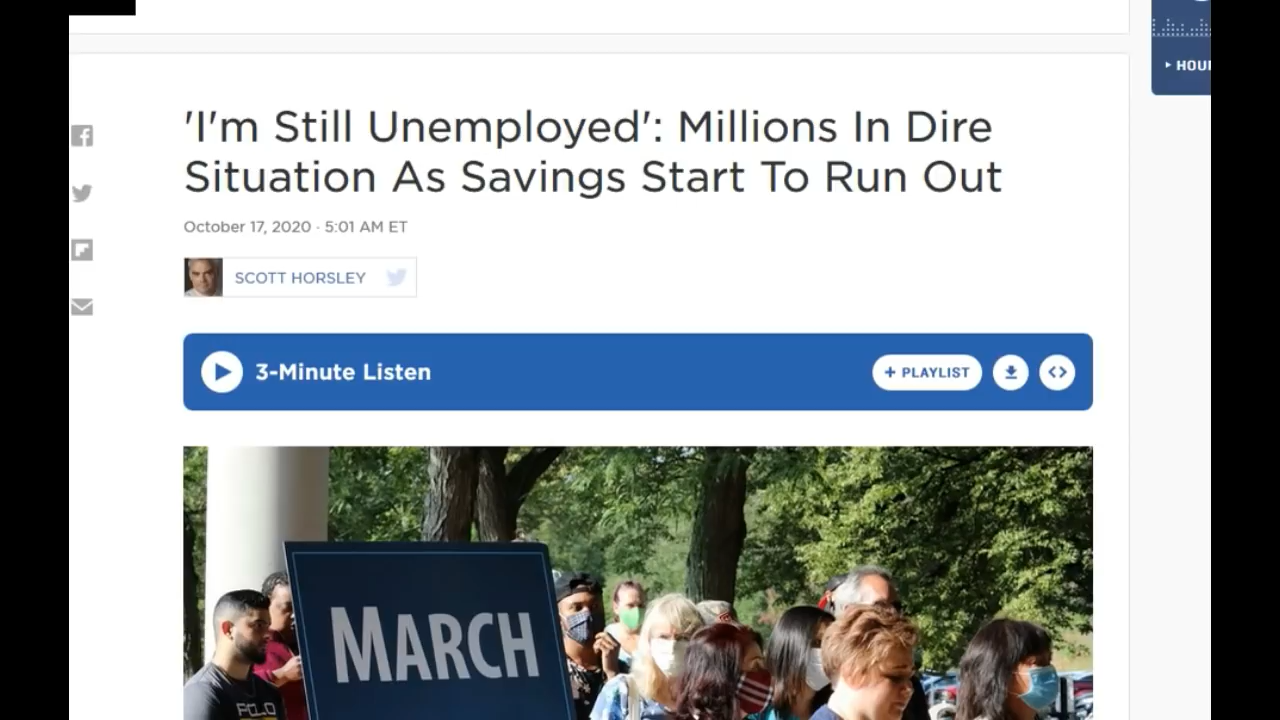 ▸ HOU
'I'm Still Unemployed': Millions In Dire
Situation As Savings Start To Run Out
October 17, 2020 · 5:01 AM ET
SCOTT HORSLEY
3-Minute Listen
+ PLAYLIST
MARCH
POLO